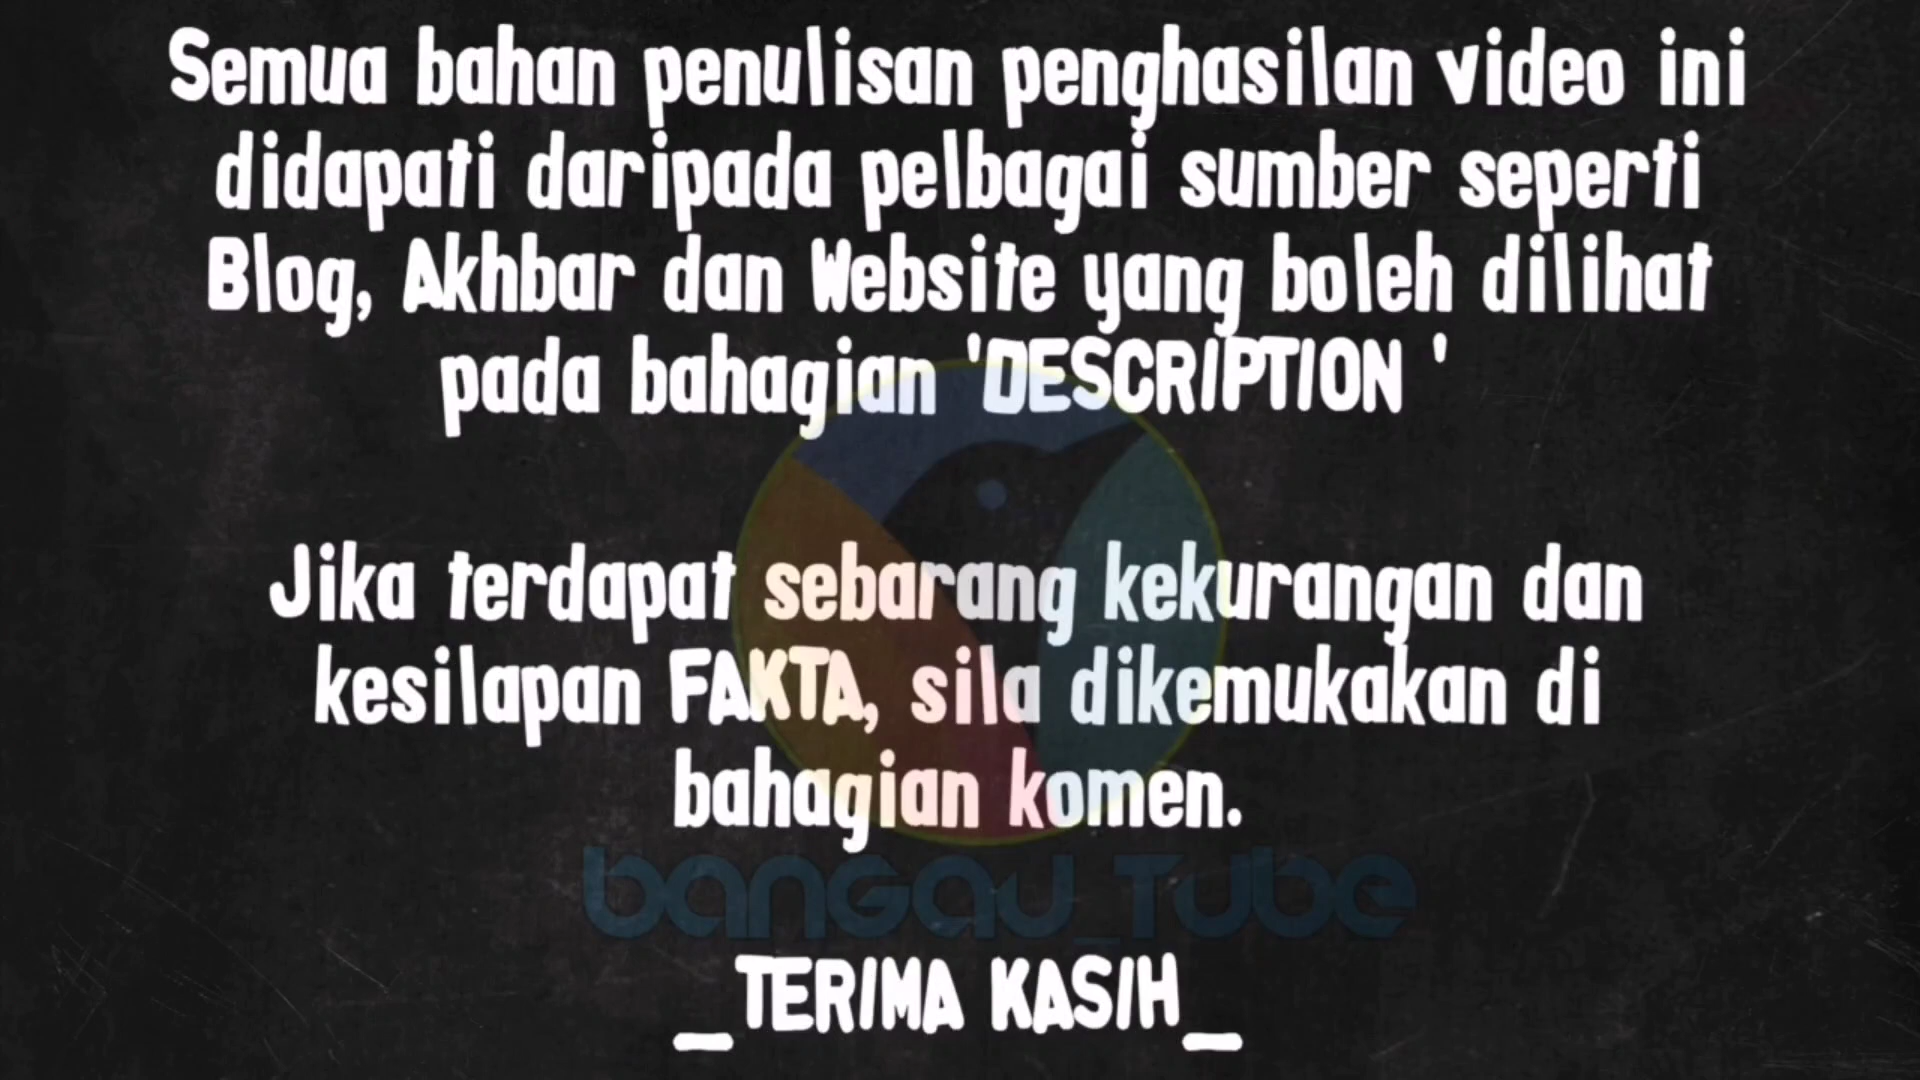 Semua bahan penulisan penghasilan video ini
didapati daripada pelbagai sumber seperti
Blog, Akhbar dan Website yang boleh dilihat
pada bahagian 'DESCRIPTION '
Jika terdapat sebarang kekurangan dan
kesilapan FAKTA, sila dikemukakan di
bahagian komen.
BANGAU_TUBE
_TERIMA KASIH_